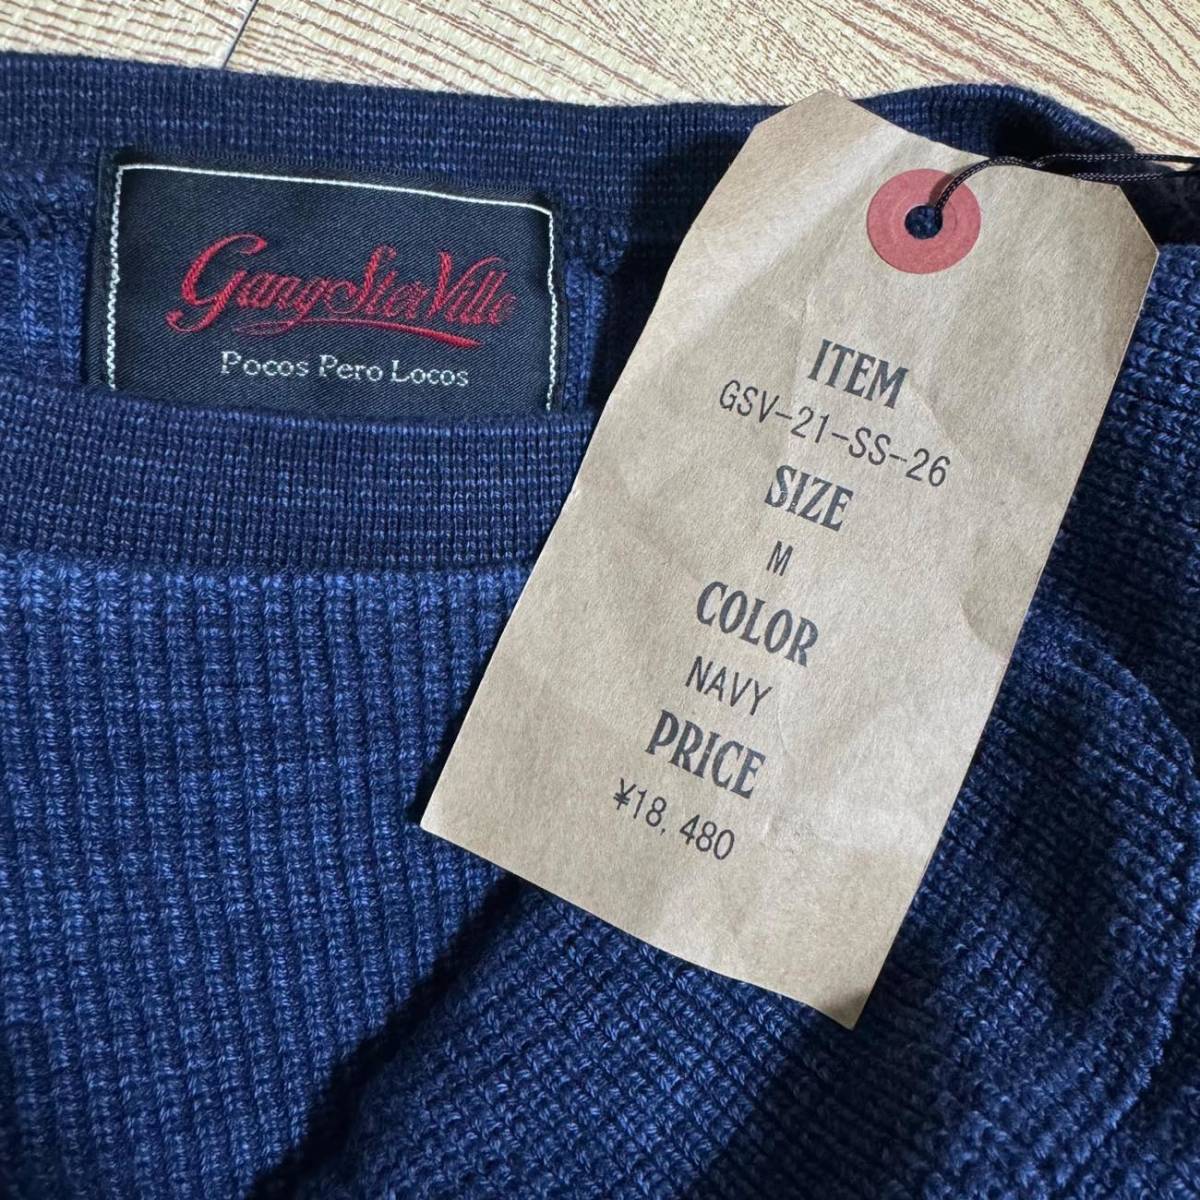 GangSterVille
Pocos Pero Locos
ITEM
GSV-21-SS-26
SIZE
M
COLOR
NAVY
PRICE
¥18,480